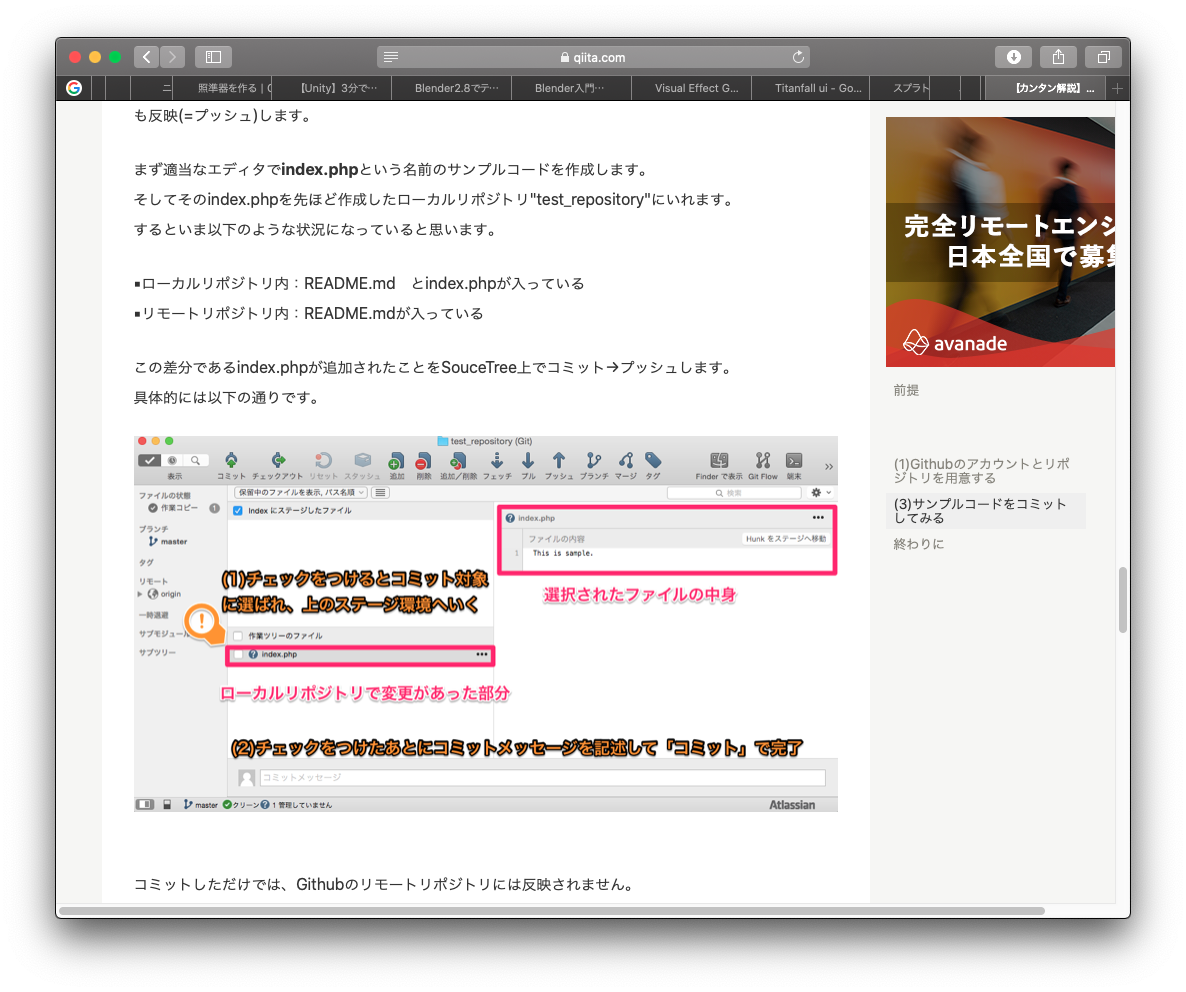 qiita.com
ニ
照準器を作る | C
【Unity】3分で…
Blender2.8でテ…
Blender入門…
Visual Effect G...
Titanfall ui - Go...
スプラト
【カンタン解説】...
も反映(=プッシュ)します。
まず適当なエディタでindex.phpという名前のサンプルコードを作成します。
そしてそのindex.phpを先ほど作成したローカルリポジトリ"test_repository"にいれます。
するといま以下のような状況になっていると思います。
▪ローカルリポジトリ内：README.md　とindex.phpが入っている
▪リモートリポジトリ内：README.mdが入っている
この差分であるindex.phpが追加されたことをSouceTree上でコミット→プッシュします。
具体的には以下の通りです。
test_repository (Git)
表示
コミット チェックアウト リセット スタッシュ 追加 削除 追加/削除 フェッチ プル プッシュ ブランチ マージ タグ Finder で表示 Git Flow 端末
ファイルの状態
作業コピー 1
ブランチ
master
タグ
リモート
origin
一時退避
サブモジュール
サブツリー
保留中のファイルを表示, パス名順
検索
Index にステージしたファイル
index.php
ファイルの内容
Hunk をステージへ移動
1 This is sample.
選択されたファイルの中身
(1)チェックをつけるとコミット対象
に選ばれ、上のステージ環境へいく
作業ツリーのファイル
index.php
ローカルリポジトリで変更があった部分
(2)チェックをつけたあとにコミットメッセージを記述して「コミット」で完了
コミットメッセージ
master クリーン 1 管理していません
Atlassian
コミットしただけでは、Githubのリモートリポジトリには反映されません。
完全リモートエンジ
日本全国で募集
avanade
前提
(1)Githubのアカウントとリポ
ジトリを用意する
(3)サンプルコードをコミット
してみる
終わりに